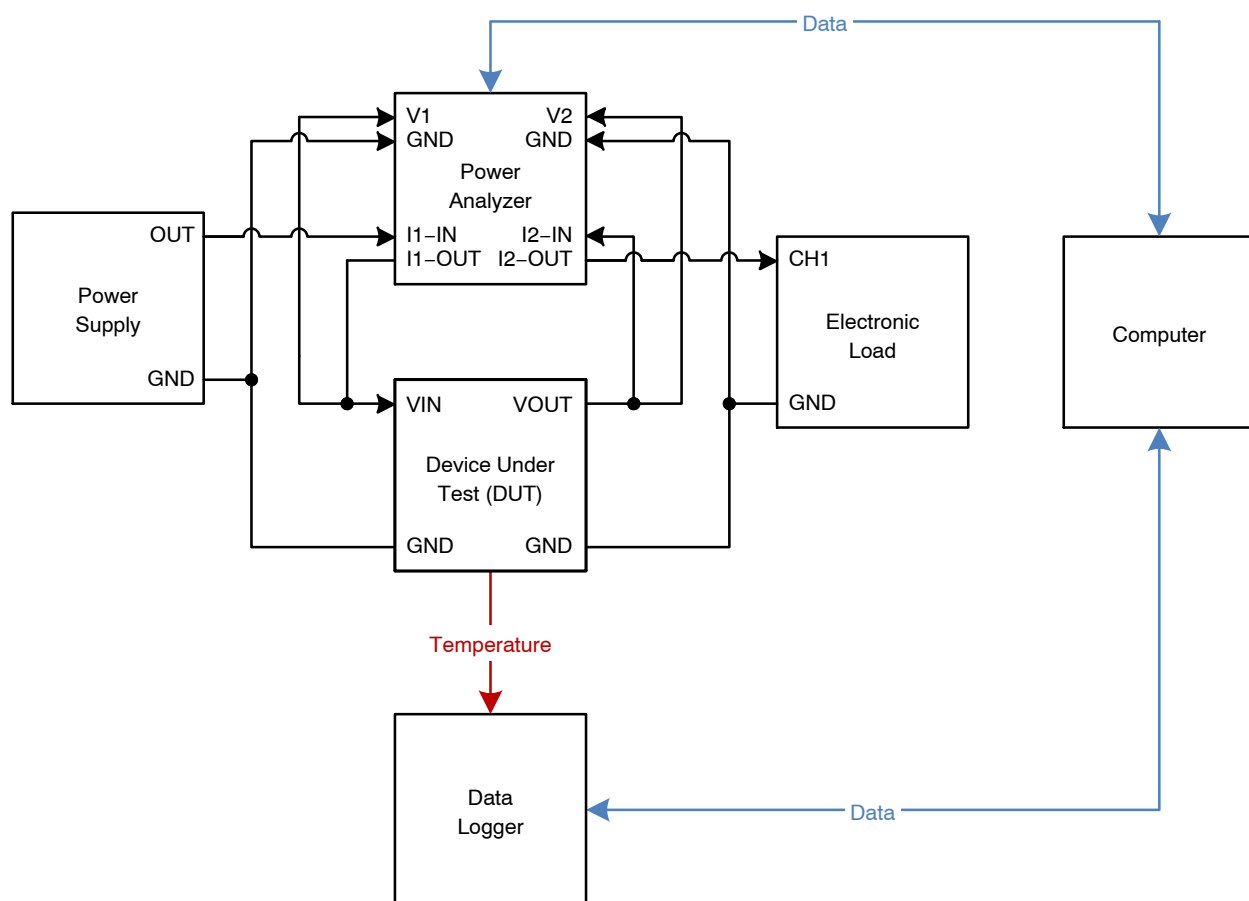 Data
V1
V2
GND
GND
Power
Analyzer
OUT
I1−IN
I2−IN
I1−OUT
I2−OUT
CH1
Power
Supply
Electronic
Load
Computer
GND
VIN
VOUT
GND
Device Under
Test (DUT)
GND
GND
Temperature
Data
Logger
Data